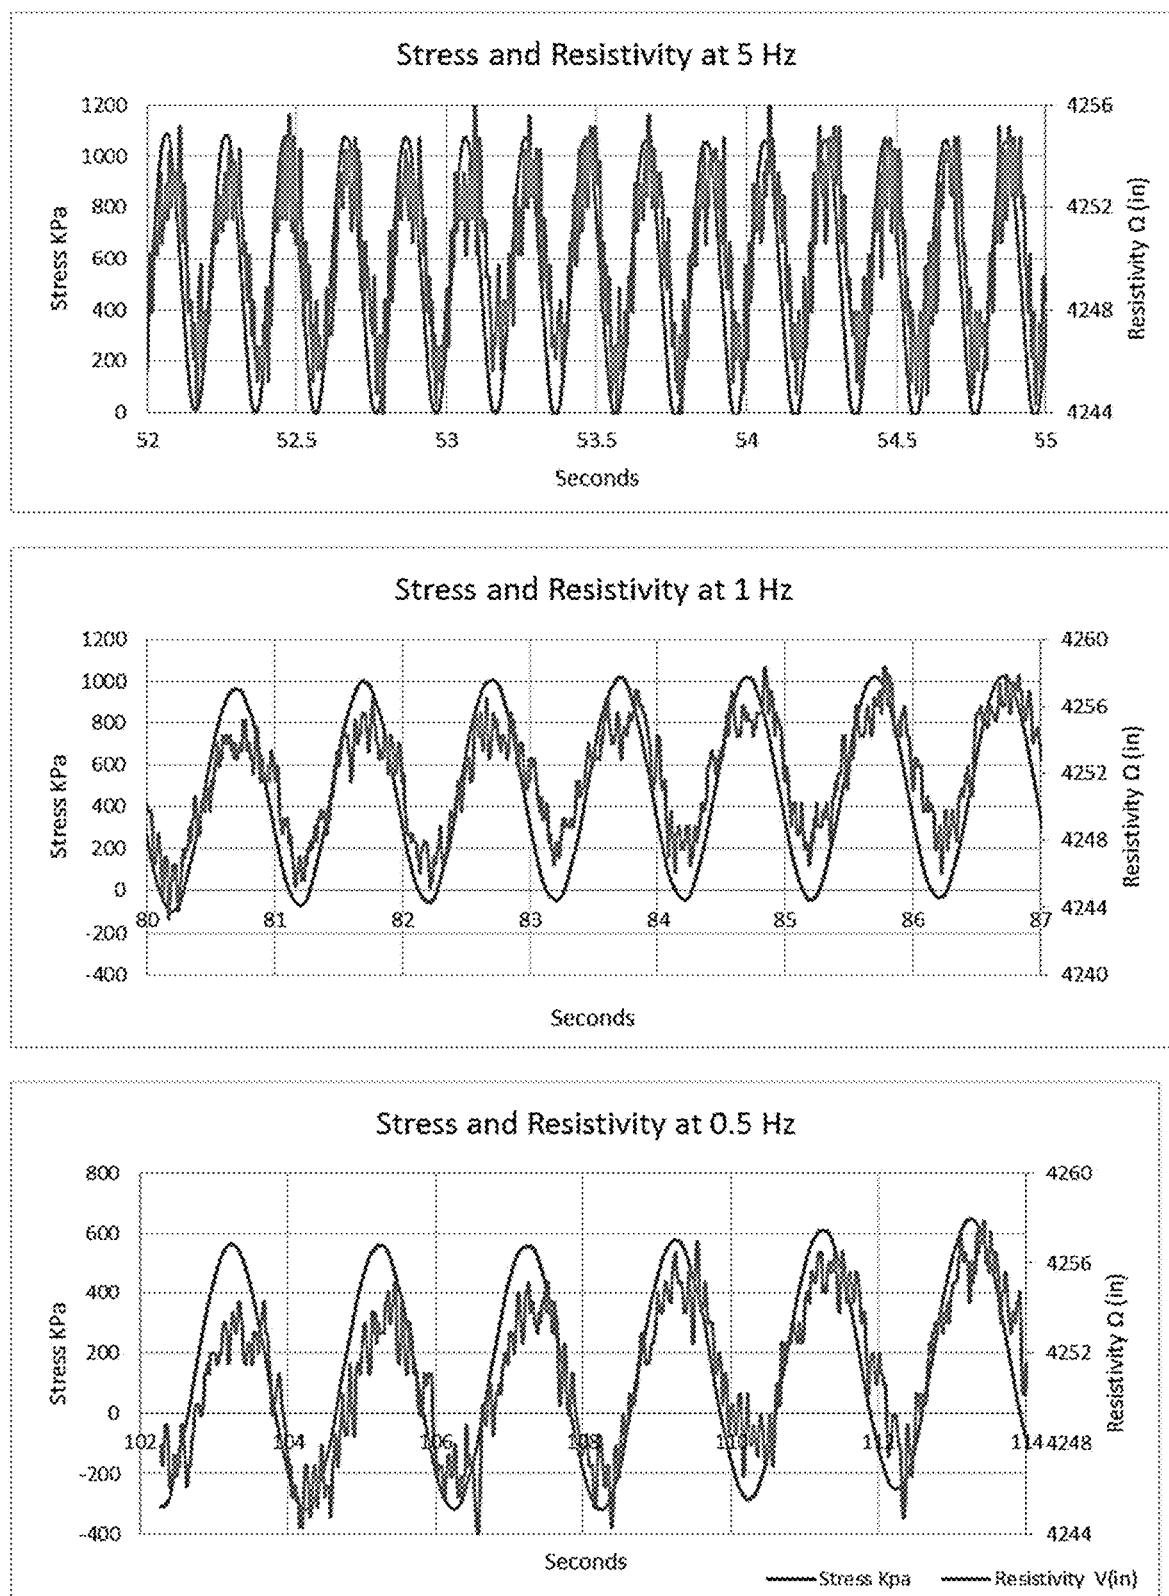 Stress and Resistivity at 5 Hz
1200
1000
800
600
400
200
0
Stress KPa
4256
4252
4248
4244
Resistivity Ω (in)
52 52.5 53 53.5 54 54.5 55
Seconds
Stress and Resistivity at 1 Hz
1200
1000
800
600
400
200
0
-200
-400
Stress KPa
4260
4256
4252
4248
4244
4240
Resistivity Ω (in)
80 81 82 83 84 85 86 87
Seconds
Stress and Resistivity at 0.5 Hz
800
600
400
200
0
-200
-400
Stress KPa
4260
4256
4252
4248
4244
Resistivity Ω (in)
102 104 106 108 110 112 114
Seconds
Stress Kpa Resistivity V(in)